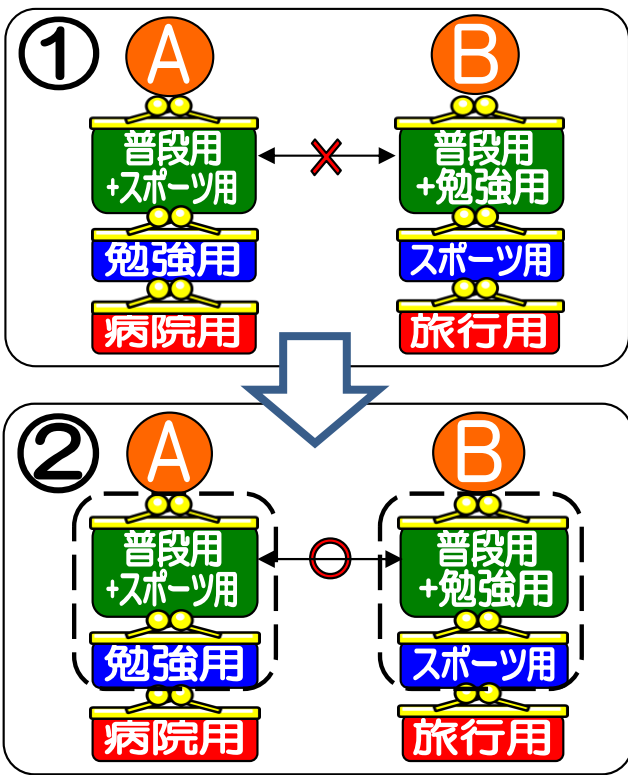 ①
A
B
普段用
+スポーツ用
普段用
+勉強用
勉強用
スポーツ用
病院用
旅行用
②
A
B
普段用
+スポーツ用
普段用
+勉強用
勉強用
スポーツ用
病院用
旅行用